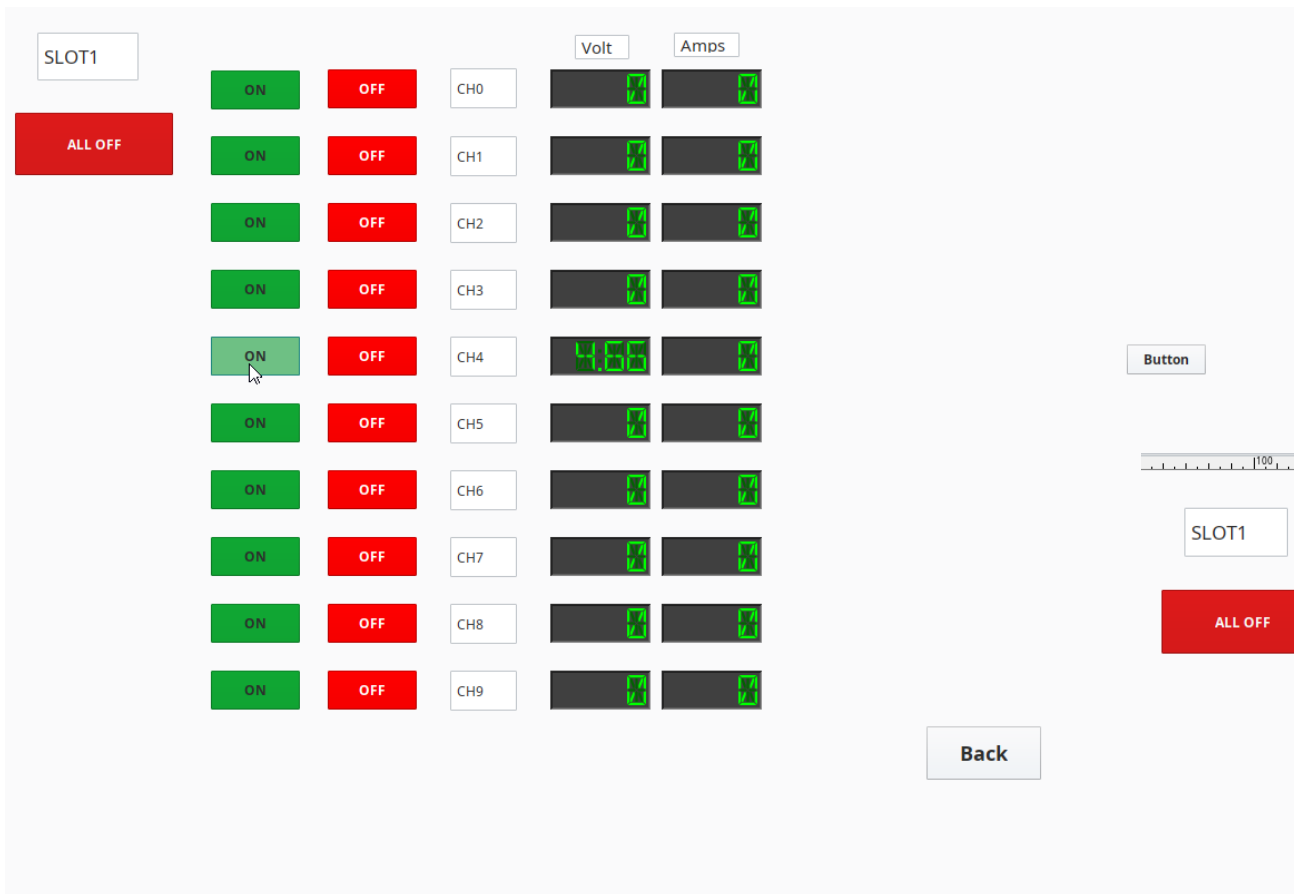 SLOT1
Volt Amps
ON OFF CH0 0 0
ALL OFF
ON OFF CH1 0 0
ON OFF CH2 0 0
ON OFF CH3 0 0
ON OFF CH4 4.66 0
Button
ON OFF CH5 0 0
100
ON OFF CH6 0 0
SLOT1
ON OFF CH7 0 0
ON OFF CH8 0 0
ALL OFF
ON OFF CH9 0 0
Back